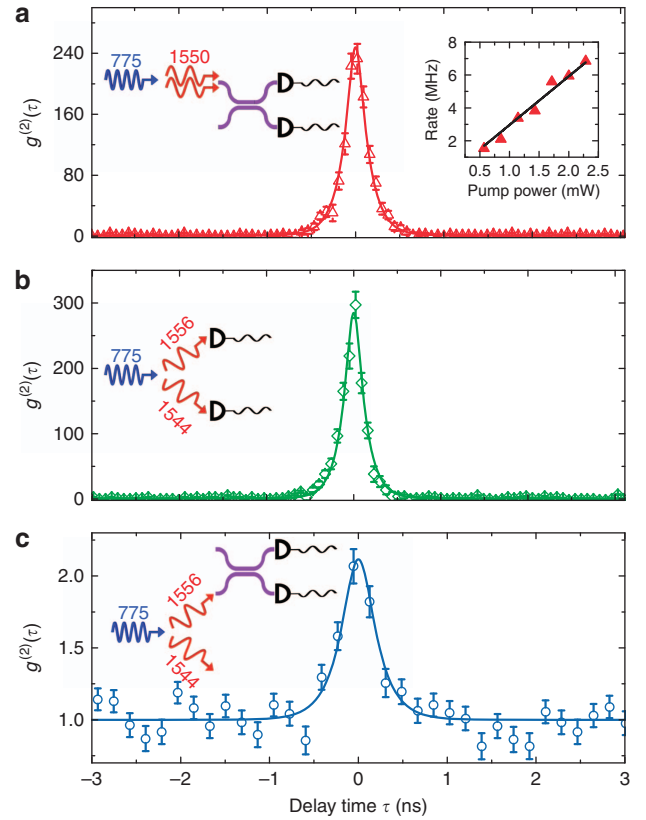 a
240
160
80
0
g(2)(τ)
775
1550
8
6
4
2
Rate (MHz)
0.5 1.0 1.5 2.0 2.5
Pump power (mW)
b
300
200
100
0
g(2)(τ)
775
1556
1544
c
2.0
1.5
1.0
g(2)(τ)
775
1556
1544
−3 −2 −1 0 1 2 3
Delay time τ (ns)